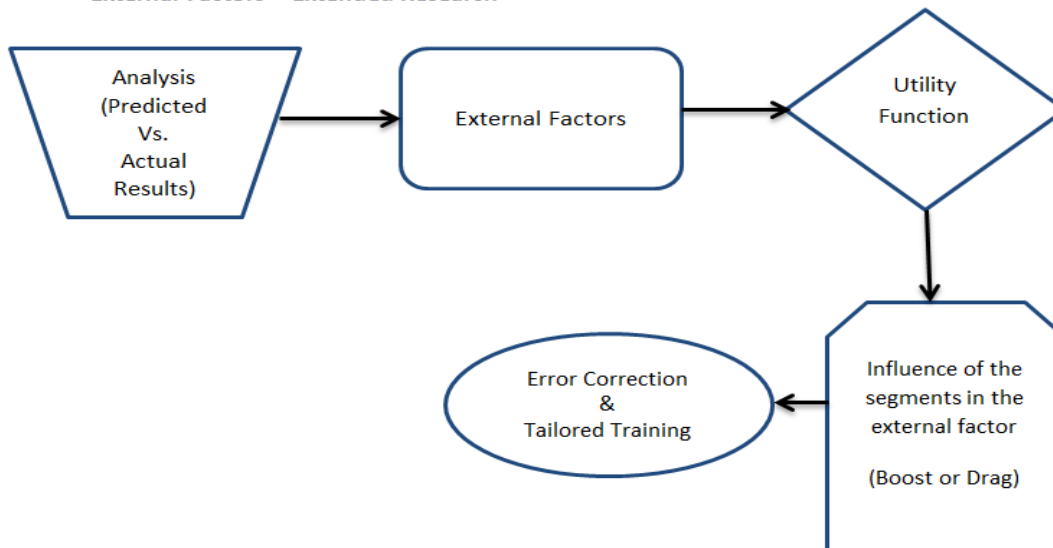 Analysis
(Predicted
Vs.
Actual
Results)
External Factors
Utility
Function
Influence of the
segments in the
external factor
(Boost or Drag)
Error Correction
&
Tailored Training